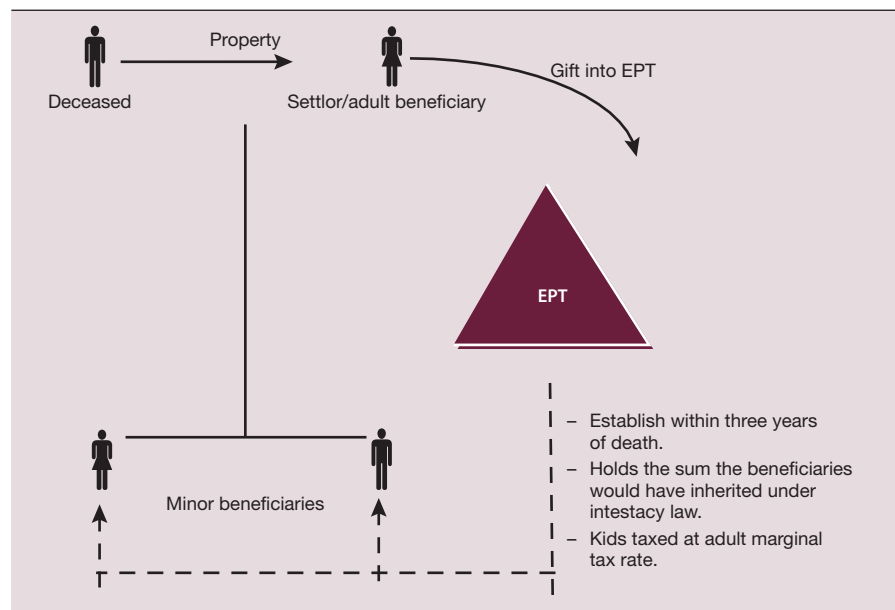 Property
Deceased
Settlor/adult beneficiary
Gift into EPT
EPT
– Establish within three years
of death.
– Holds the sum the beneficiaries
would have inherited under
intestacy law.
– Kids taxed at adult marginal
tax rate.
Minor beneficiaries